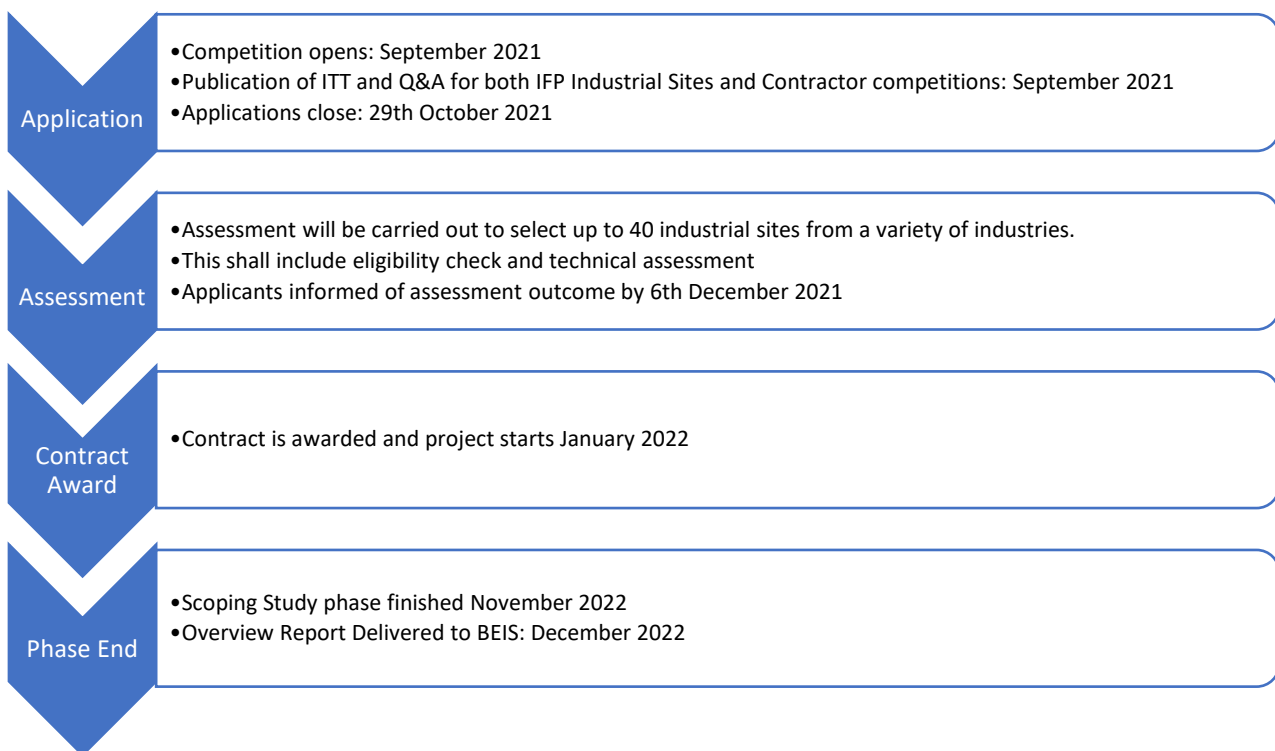 Application
•Competition opens: September 2021
•Publication of ITT and Q&A for both IFP Industrial Sites and Contractor competitions: September 2021
•Applications close: 29th October 2021
Assessment
•Assessment will be carried out to select up to 40 industrial sites from a variety of industries.
•This shall include eligibility check and technical assessment
•Applicants informed of assessment outcome by 6th December 2021
Contract
Award
•Contract is awarded and project starts January 2022
Phase End
•Scoping Study phase finished November 2022
•Overview Report Delivered to BEIS: December 2022